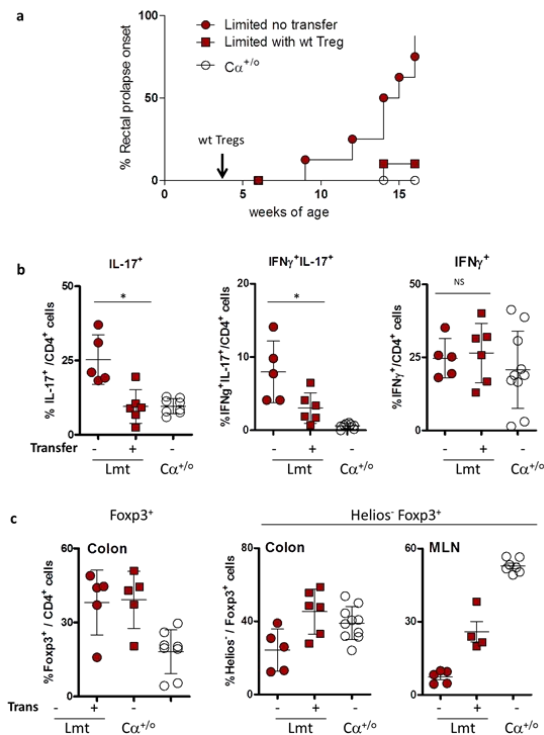 a
Limited no transfer
Limited with wt Treg
Cα+/o
% Rectal prolapse onset
100
50
0
wt Tregs
0 5 10 15
weeks of age
b
IL-17+
IFNγ+IL-17+
IFNγ+
% IL-17+ /CD4+ cells
50
25
0
*
%IFNg+IL-17+/CD4+ cells
20
10
0
*
%IFNγ+/CD4+ cells
50
25
0
NS
Transfer - + - - + - - + -
Lmt Cα+/o Lmt Cα+/o Lmt Cα+/o
c
Foxp3+
Helios- Foxp3+
Colon
Colon
MLN
%Foxp3+ / CD4+ cells
60
30
0
%Helios- / Foxp3+ cells
80
40
0
60
30
0
Trans - + - - + - - + -
Lmt Cα+/o Lmt Cα+/o Lmt Cα+/o